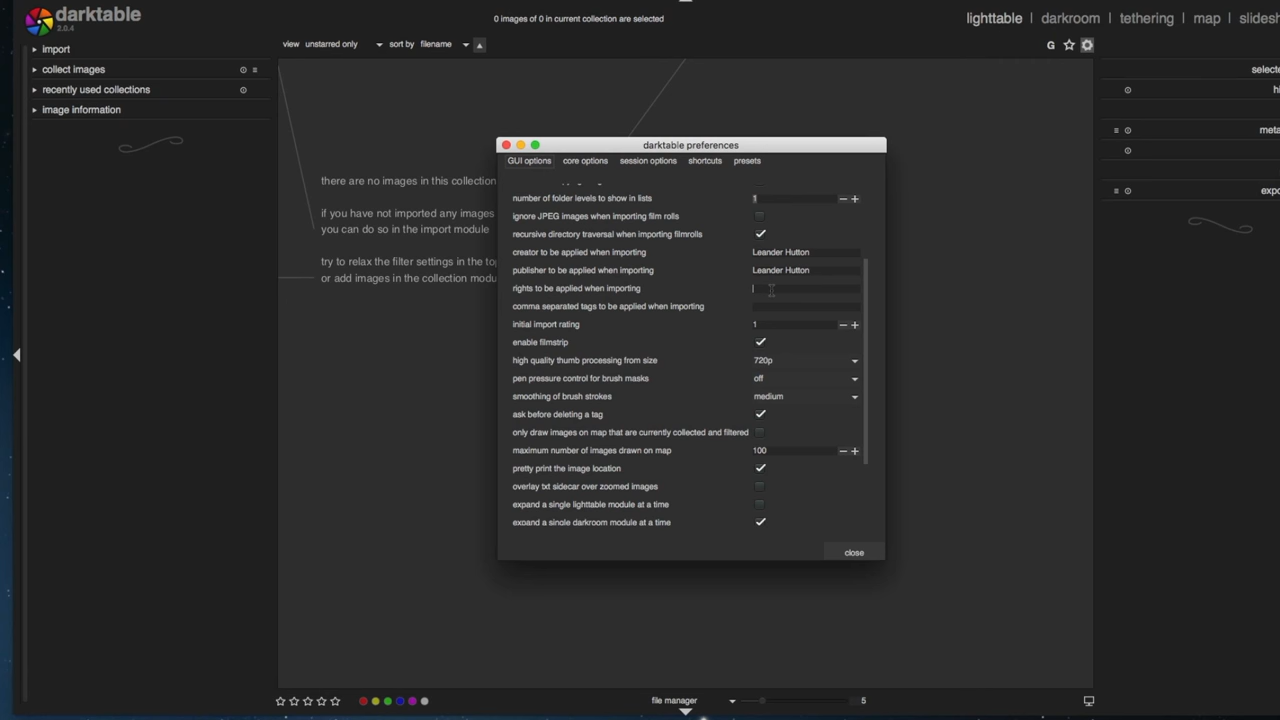 darktable
2.0.4
0 images of 0 in current collection are selected
lighttable | darkroom | tethering | map | slidesh
import
collect images
recently used collections
image information
view unstarred only sort by filename
G
there are no images in this collection
if you have not imported any images
you can do so in the import module
try to relax the filter settings in the top
or add images in the collection modu
darktable preferences
GUI options core options session options shortcuts presets
number of folder levels to show in lists 1
ignore JPEG images when importing film rolls
recursive directory traversal when importing filmrolls
creator to be applied when importing Leander Hutton
publisher to be applied when importing Leander Hutton
rights to be applied when importing
comma separated tags to be applied when importing
initial import rating 1
enable filmstrip
high quality thumb processing from size 720p
pen pressure control for brush masks off
smoothing of brush strokes medium
ask before deleting a tag
only draw images on map that are currently collected and filtered
maximum number of images drawn on map 100
pretty print the image location
overlay txt sidecar over zoomed images
expand a single lighttable module at a time
expand a single darkroom module at a time
close
selecte
hi
meta
expo
file manager 5